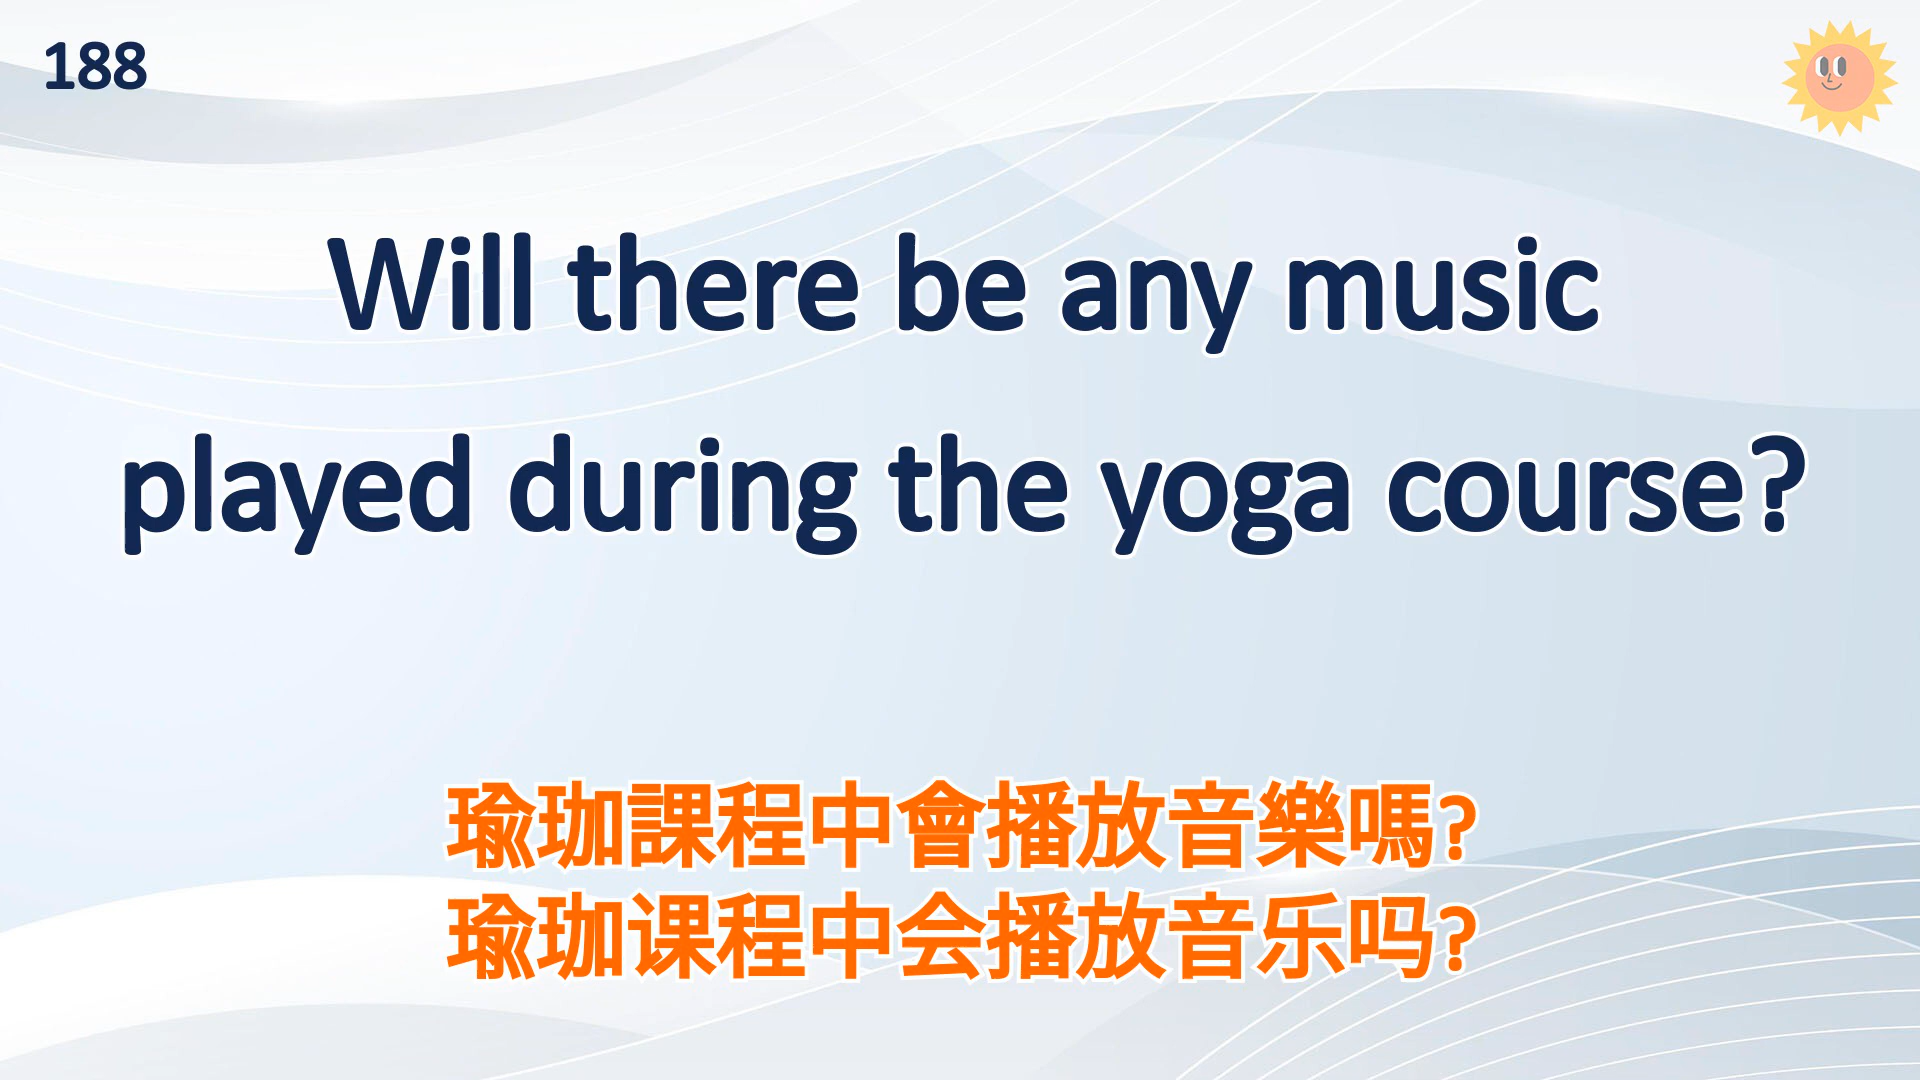 188
Will there be any music
played during the yoga course?
瑜珈課程中會播放音樂嗎?
瑜珈课程中会播放音乐吗?